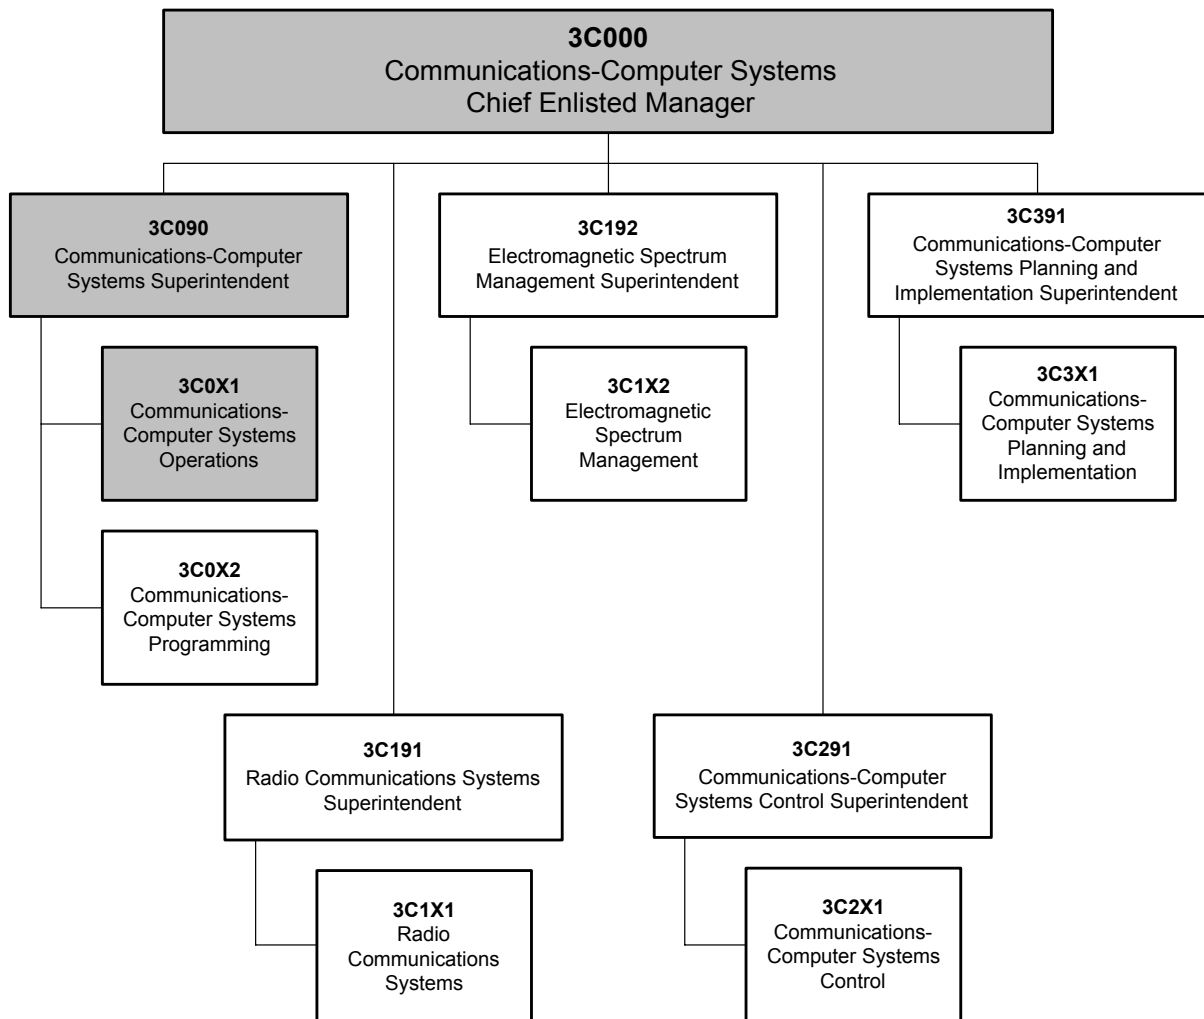 3C000
Communications-Computer Systems
Chief Enlisted Manager
3C090
Communications-Computer
Systems Superintendent
3C192
Electromagnetic Spectrum
Management Superintendent
3C391
Communications-Computer
Systems Planning and
Implementation Superintendent
3C0X1
Communications-
Computer Systems
Operations
3C1X2
Electromagnetic
Spectrum
Management
3C3X1
Communications-
Computer Systems
Planning and
Implementation
3C0X2
Communications-
Computer Systems
Programming
3C191
Radio Communications Systems
Superintendent
3C291
Communications-Computer
Systems Control Superintendent
3C1X1
Radio
Communications
Systems
3C2X1
Communications-
Computer Systems
Control